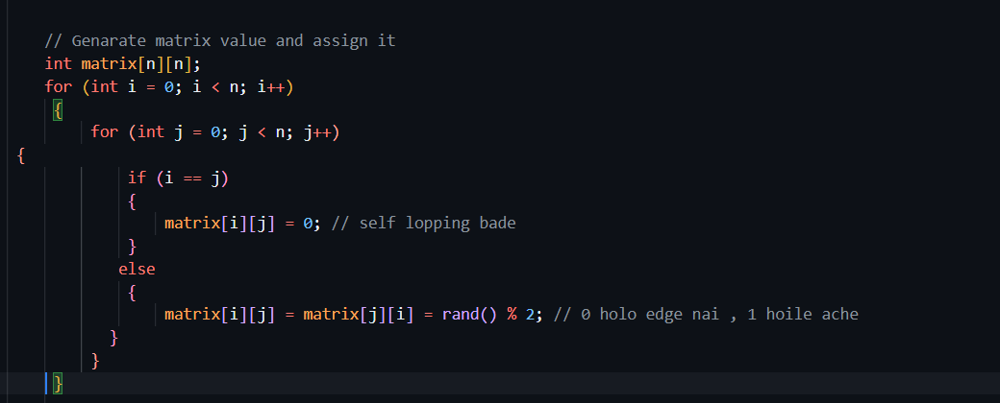 // Genarate matrix value and assign it
int matrix[n][n];
for (int i = 0; i < n; i++)
{
for (int j = 0; j < n; j++)
{
if (i == j)
{
matrix[i][j] = 0; // self lopping bade
}
else
{
matrix[i][j] = matrix[j][i] = rand() % 2; // 0 holo edge nai , 1 hoile ache
}
}
}